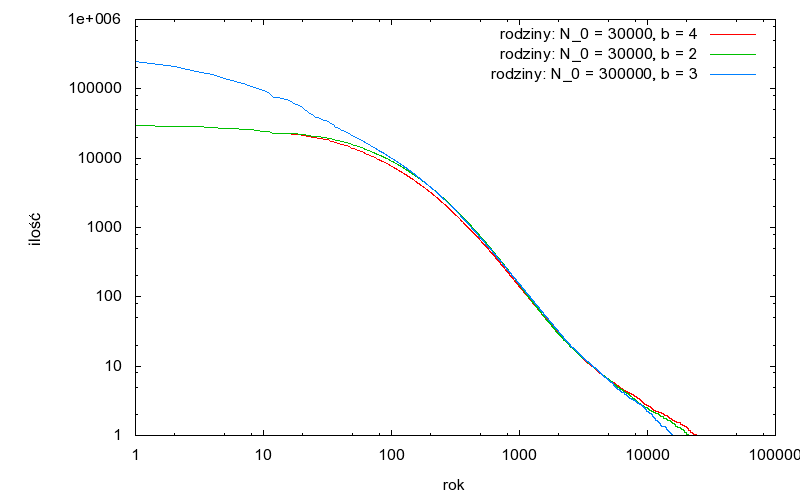 1e+006
100000
10000
1000
100
10
1
rodziny: N_0 = 30000, b = 4
rodziny: N_0 = 30000, b = 2
rodziny: N_0 = 300000, b = 3
ilość
1 10 100 1000 10000 100000
rok